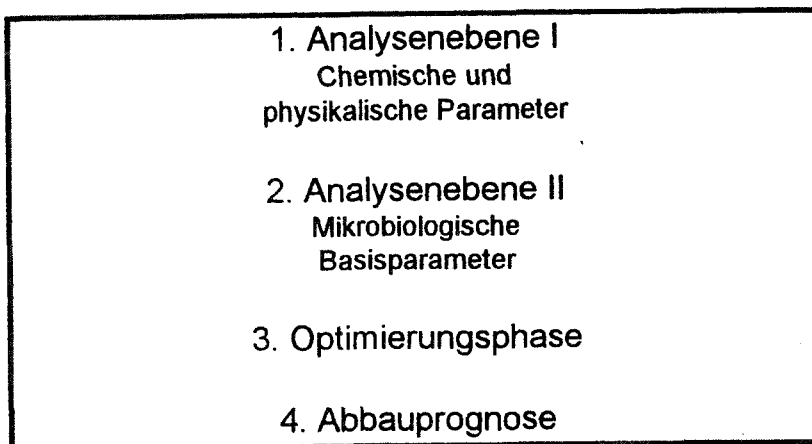 1. Analysenebene I
Chemische und
physikalische Parameter
2. Analysenebene II
Mikrobiologische
Basisparameter
3. Optimierungsphase
4. Abbauprognose